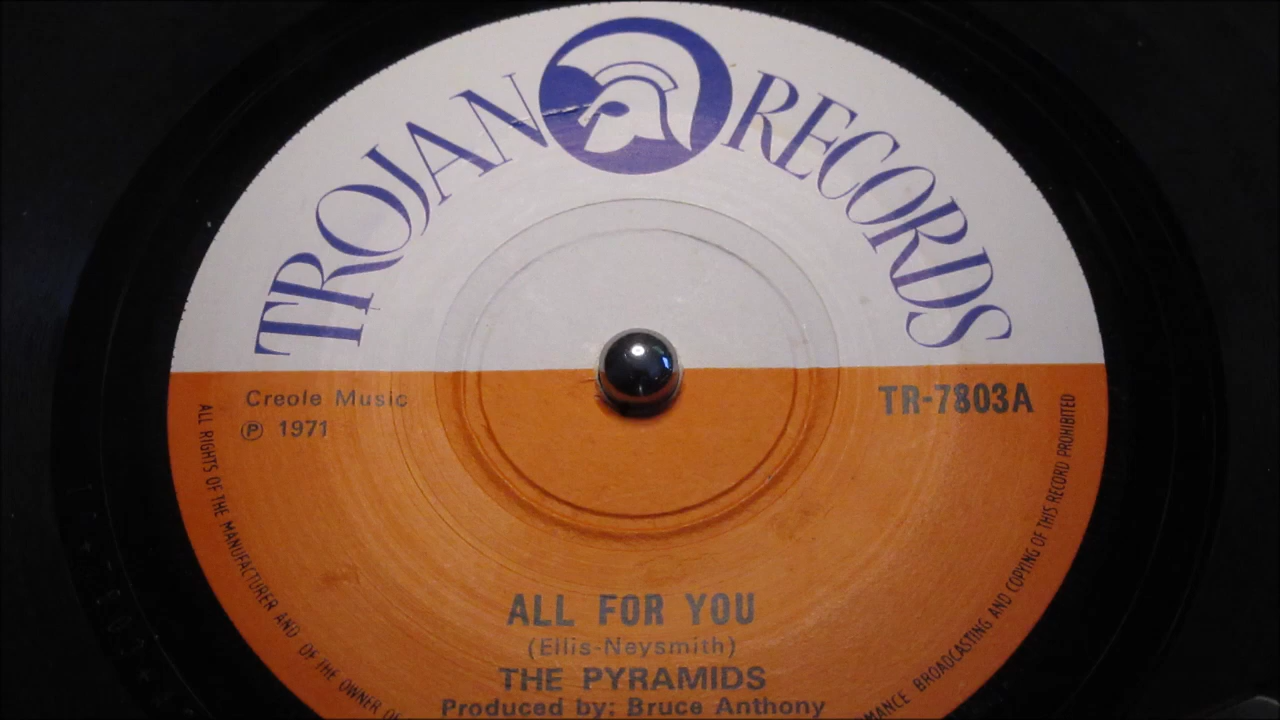 TROJAN RECORDS
Creole Music
Ⓟ 1971
TR-7803A
ALL RIGHTS OF THE MANUFACTURER AND OF THE OWNER OF
BROADCASTING AND COPYING OF THIS RECORD PROHIBITED
ALL FOR YOU
(Ellis-Neysmith)
THE PYRAMIDS
Produced by: Bruce Anthony